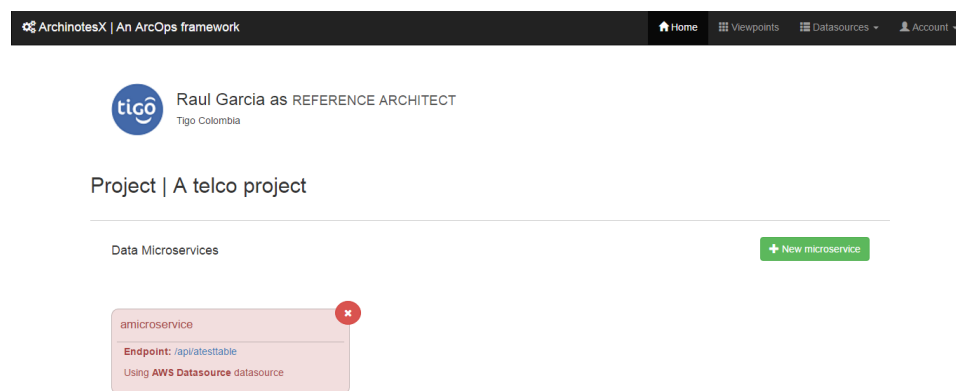 ArchinotesX | An ArcOps framework
Home
Viewpoints
Datasources
Account
tigo
Raul Garcia as REFERENCE ARCHITECT
Tigo Colombia
Project | A telco project
Data Microservices
New microservice
amicroservice
Endpoint: /api/atesttable
Using AWS Datasource datasource